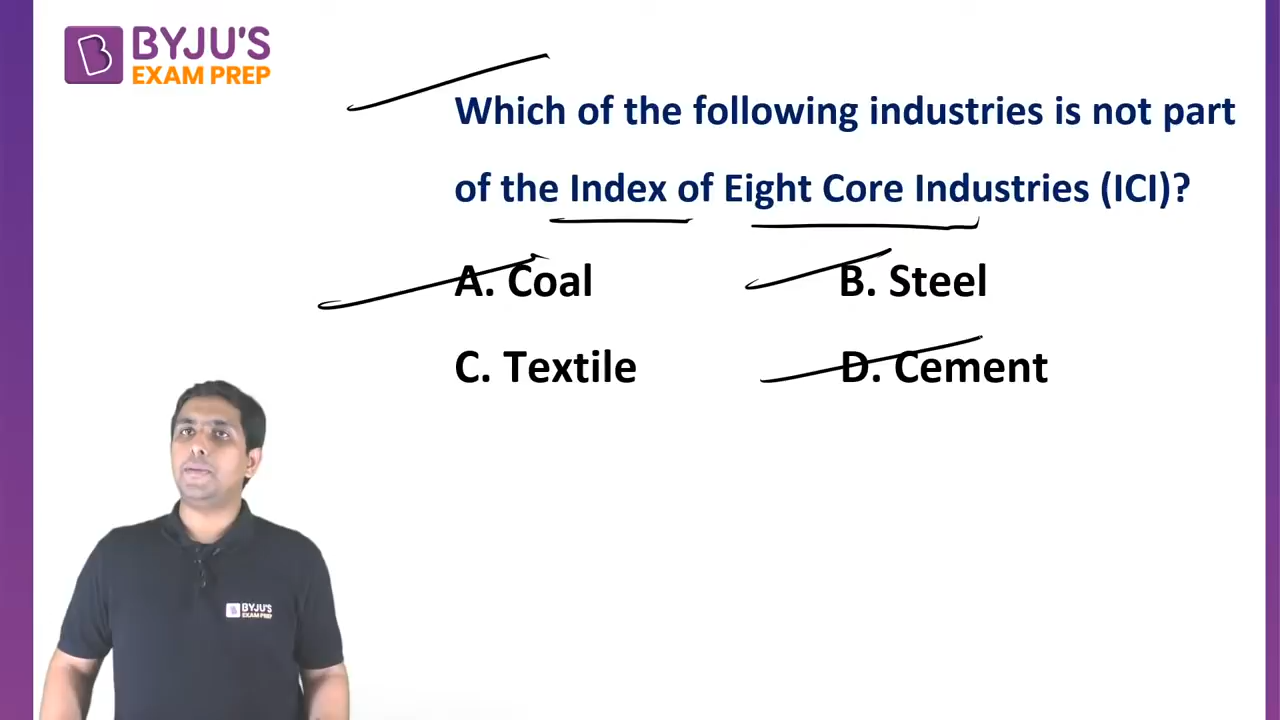 BYJU'S
EXAM PREP
Which of the following industries is not part
of the Index of Eight Core Industries (ICI)?
A. Coal
B. Steel
C. Textile
D. Cement
BYJU'S
EXAM PREP